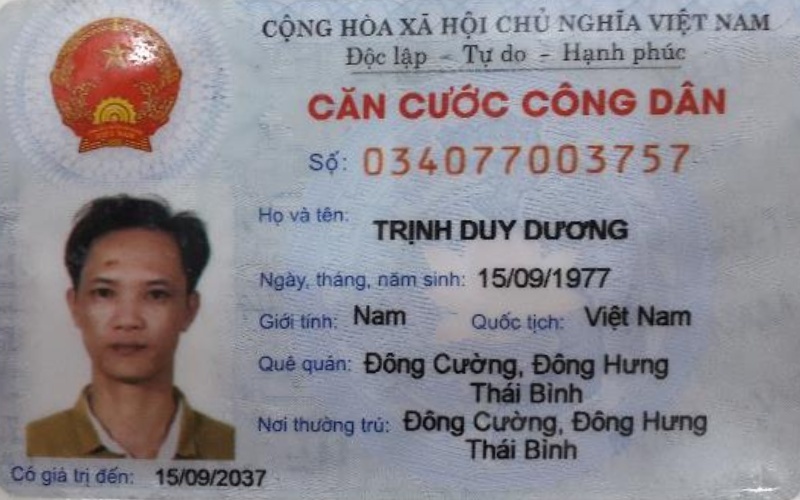 CỘNG HÒA XÃ HỘI CHỦ NGHĨA VIỆT NAM
Độc lập - Tự do - Hạnh phúc
CĂN CƯỚC CÔNG DÂN
Số: 034077003757
Họ và tên: TRỊNH DUY DƯƠNG
Ngày, tháng, năm sinh: 15/09/1977
Giới tính: Nam Quốc tịch: Việt Nam
Quê quán: Đông Cường, Đông Hưng
Thái Bình
Nơi thường trú: Đông Cường, Đông Hưng
Thái Bình
Có giá trị đến: 15/09/2037